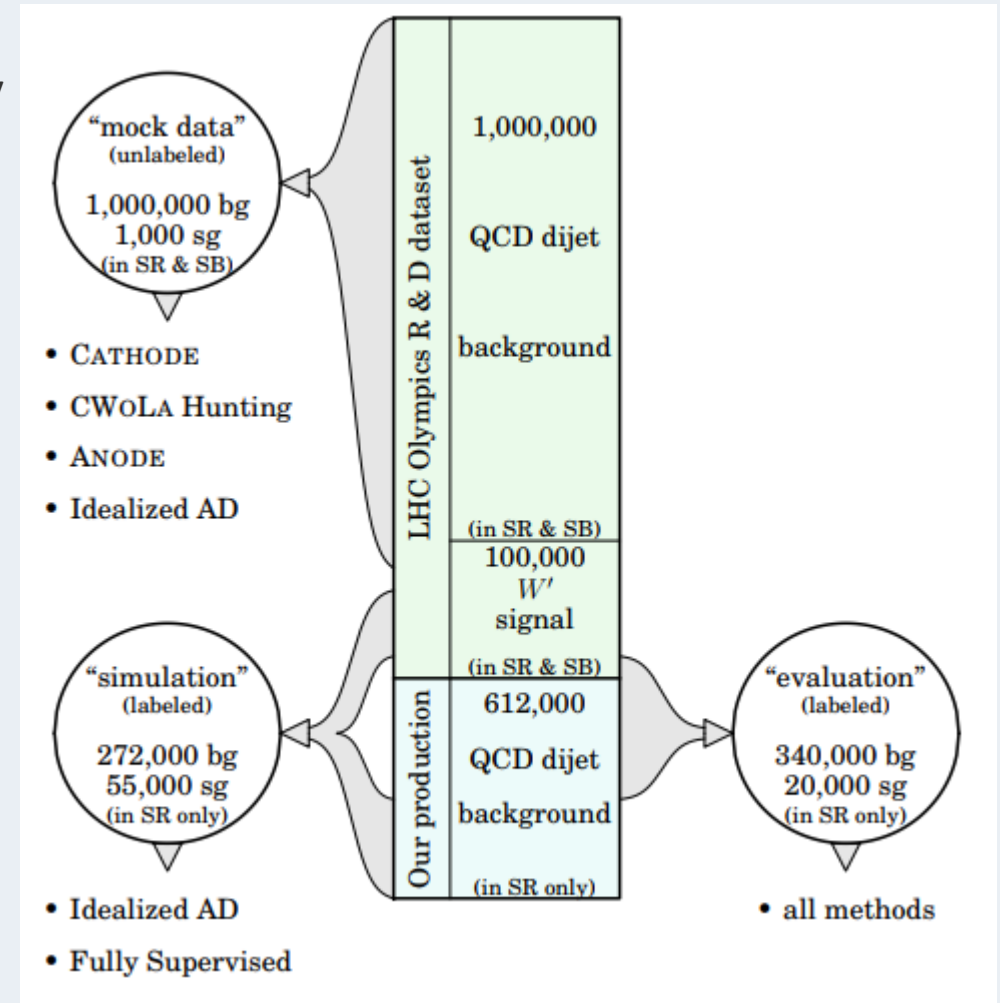 “mock data”
(unlabeled)
1,000,000 bg
1,000 sg
(in SR & SB)
• CATHODE
• CWOLA Hunting
• ANODE
• Idealized AD
LHC Olympics R & D dataset
1,000,000
QCD dijet
background
(in SR & SB)
100,000
W′
signal
(in SR & SB)
Our production
612,000
QCD dijet
background
(in SR only)
“simulation”
(labeled)
272,000 bg
55,000 sg
(in SR only)
• Idealized AD
• Fully Supervised
“evaluation”
(labeled)
340,000 bg
20,000 sg
(in SR only)
• all methods